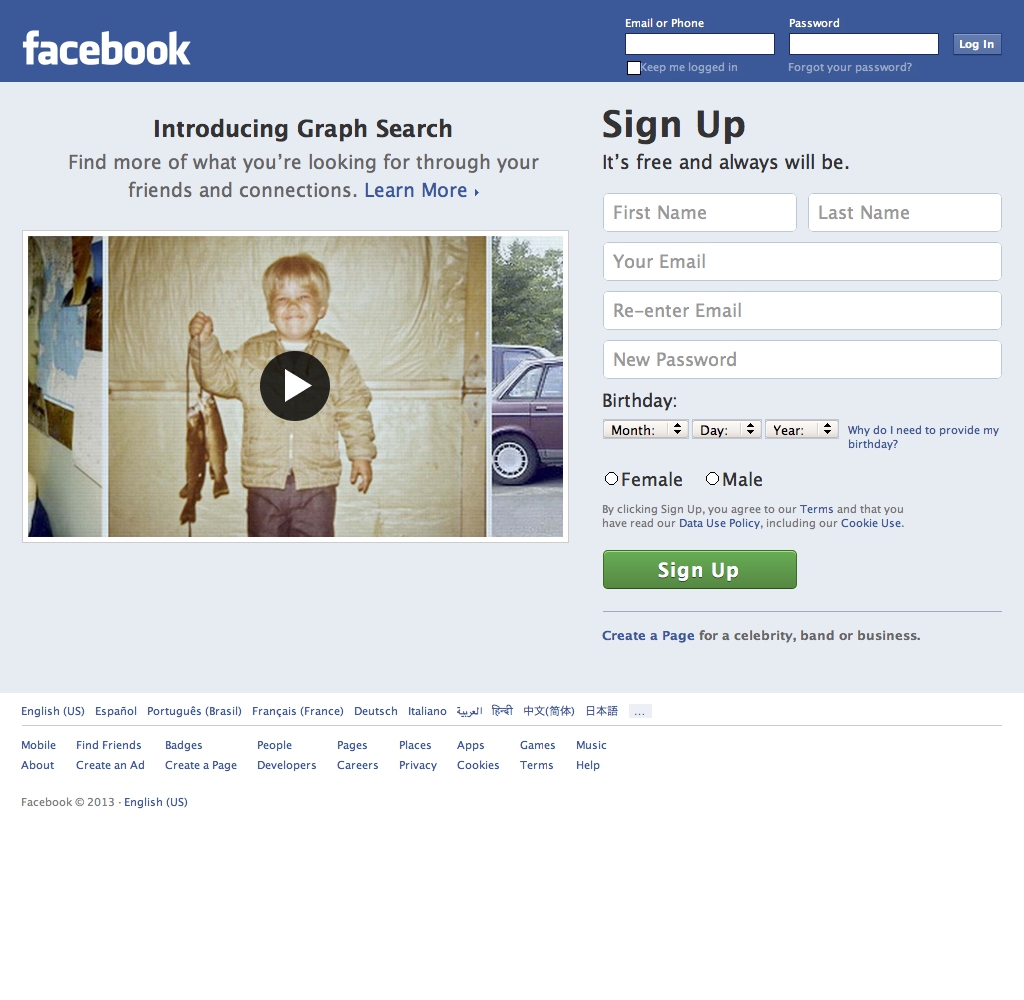 facebook
Email or Phone
Password
Log In
Keep me logged in
Forgot your password?
Introducing Graph Search
Find more of what you’re looking for through your
friends and connections. Learn More
Sign Up
It’s free and always will be.
First Name
Last Name
Your Email
Re-enter Email
New Password
Birthday:
Month:
Day:
Year:
Why do I need to provide my
birthday?
Female
Male
By clicking Sign Up, you agree to our Terms and that you
have read our Data Use Policy, including our Cookie Use.
Sign Up
Create a Page for a celebrity, band or business.
English (US) Español Português (Brasil) Français (France) Deutsch Italiano العربية हिन्दी 中文(简体) 日本語 ...
Mobile Find Friends Badges People Pages Places Apps Games Music
About Create an Ad Create a Page Developers Careers Privacy Cookies Terms Help
Facebook © 2013 · English (US)